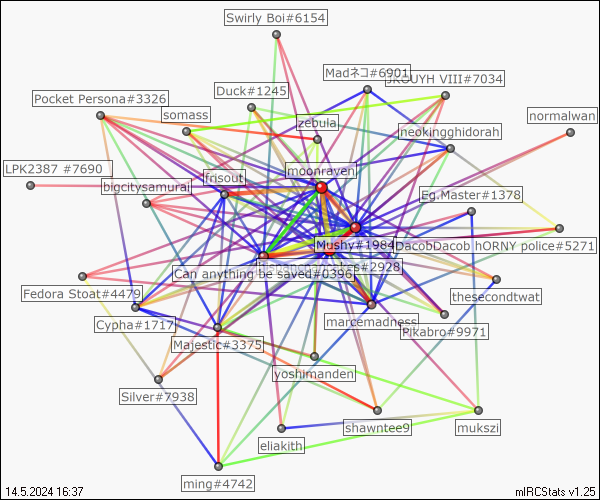 Swirly Boi#6154
Madネコ#6901
JROUYH VIII#7034
Duck#1245
Pocket Persona#3326
somass
zebula
normalwan
neokingghidorah
LPK2387 #7690
frisout
moonraven
bigcitysamurai
Eg.Master#1378
Mushy#1984
DacobDacob hORNY police#5271
#2928
Can anything be saved#0396
Fedora Stoat#4479
thesecondtwat
Cypha#1717
marcemadness
Pikabro#9971
Majestic#3375
yoshimanden
Silver#7938
shawntee9
mukszi
eliakith
ming#4742
14.5.2024 16:37
mIRCStats v1.25